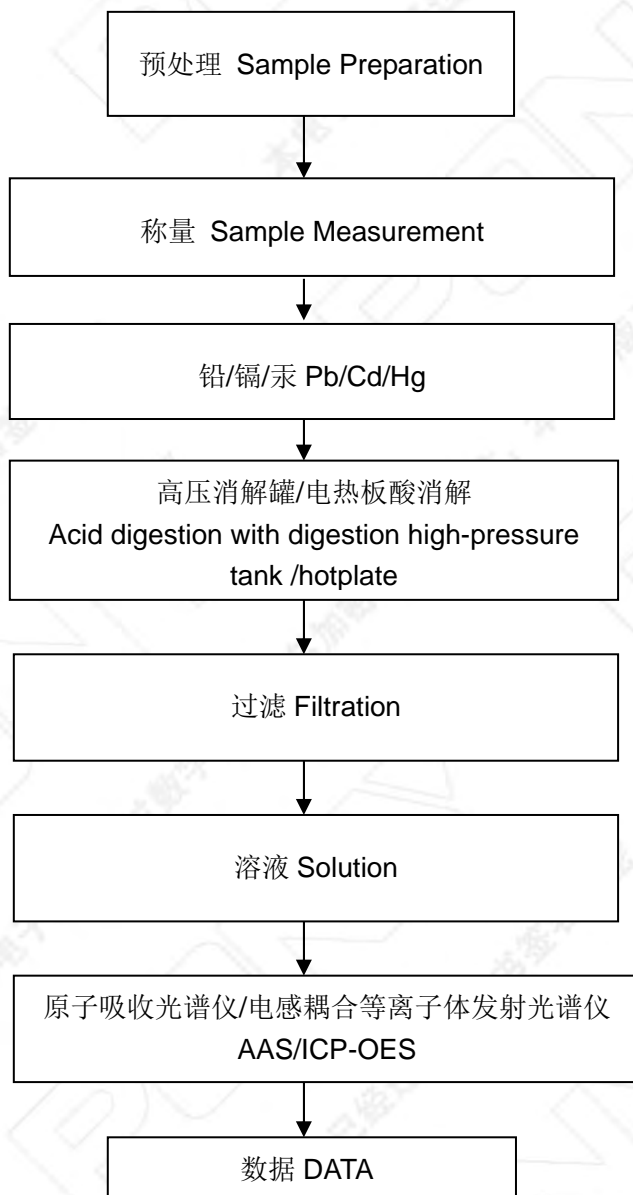 预处理 Sample Preparation
称量 Sample Measurement
铅/镉/汞 Pb/Cd/Hg
高压消解罐/电热板酸消解
Acid digestion with digestion high-pressure
tank /hotplate
过滤 Filtration
溶液 Solution
原子吸收光谱仪/电感耦合等离子体发射光谱仪
AAS/ICP-OES
数据 DATA